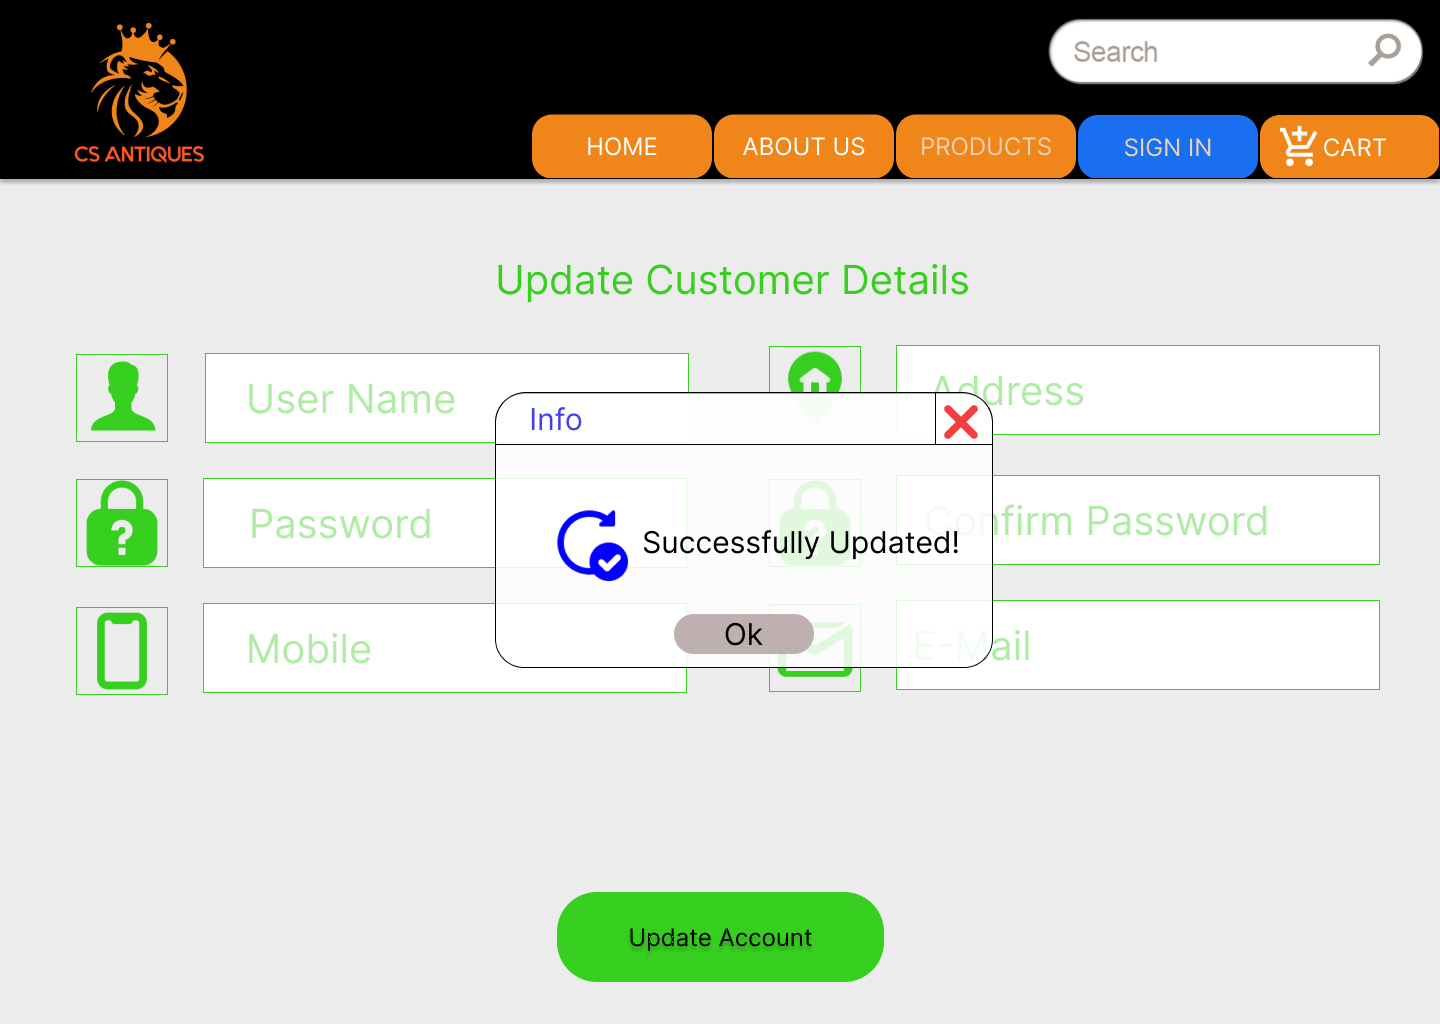 Search
CS ANTIQUES
HOME
ABOUT US
PRODUCTS
SIGN IN
CART
Update Customer Details
User Name
Address
Info
Password
Confirm Password
Successfully Updated!
Mobile
E-Mail
Ok
Update Account